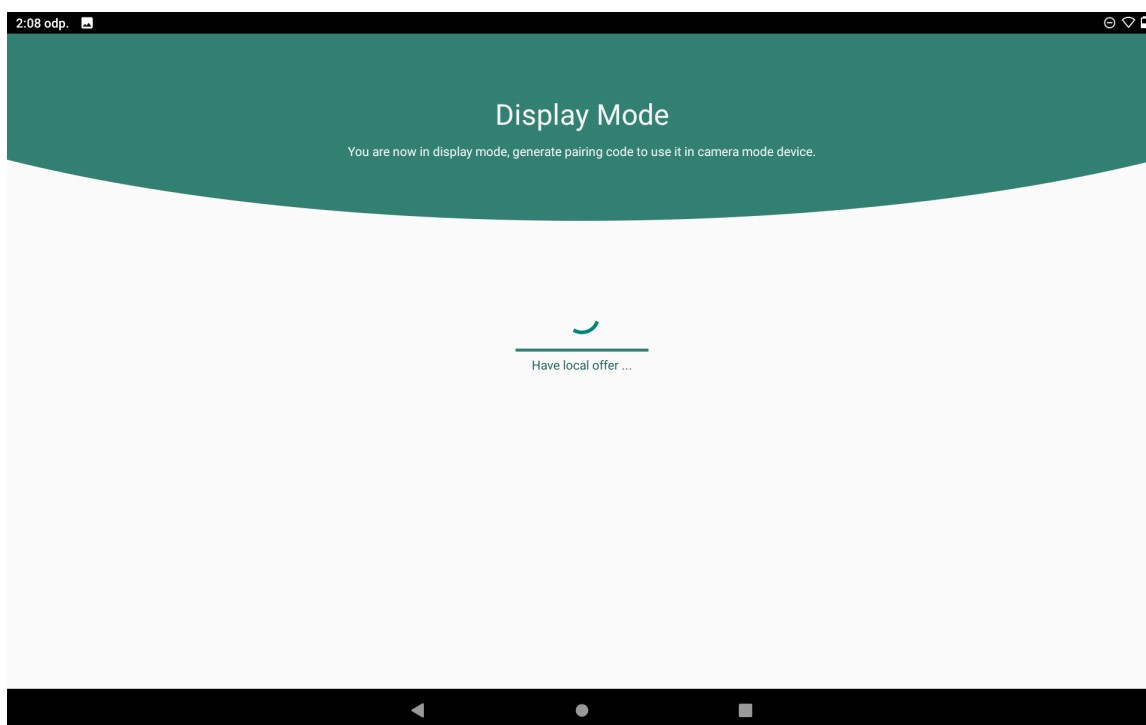 2:08 odp.
Display Mode
You are now in display mode, generate pairing code to use it in camera mode device.
Have local offer ...